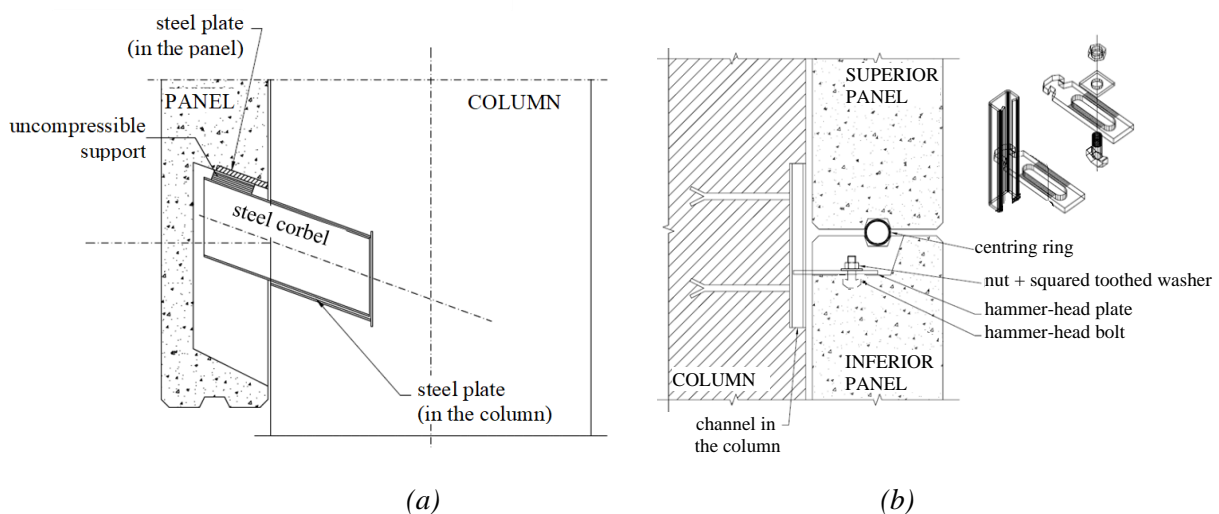 steel plate
(in the panel)
PANEL
COLUMN
uncompressible
support
steel corbel
steel plate
(in the column)
(a)
SUPERIOR
PANEL
centring ring
nut + squared toothed washer
hammer-head plate
hammer-head bolt
INFERIOR
PANEL
COLUMN
channel in
the column
(b)